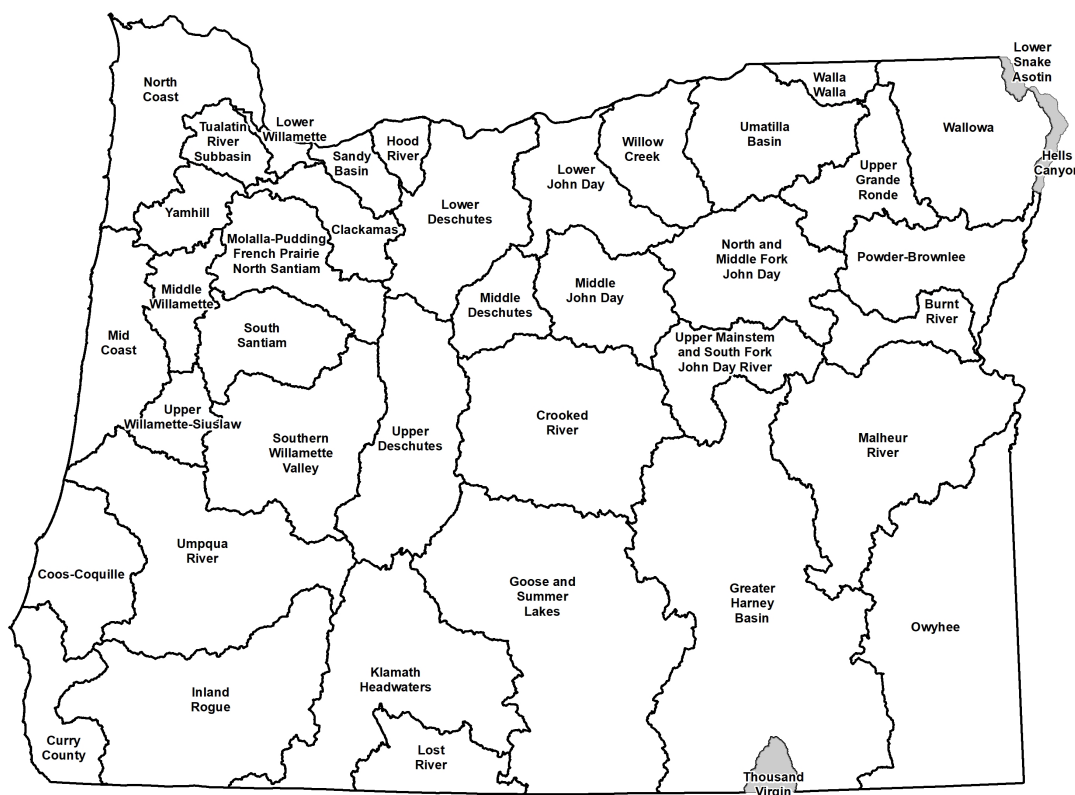 Lower
Snake
Asotin
North
Coast
Walla
Walla
Tualatin
River
Subbasin
Lower
Willamette
Hood
River
Sandy
Basin
Willow
Creek
Umatilla
Basin
Wallowa
Hells
Canyon
Lower
John Day
Upper
Grande
Ronde
Yamhill
Lower
Deschutes
Clackamas
Molalla-Pudding
French Prairie
North Santiam
North and
Middle Fork
John Day
Powder-Brownlee
Middle
Willamette
Middle
Deschutes
Middle
John Day
Burnt
River
South
Santiam
Mid
Coast
Upper Mainstem
and South Fork
John Day River
Upper
Willamette-Siuslaw
Southern
Willamette
Valley
Upper
Deschutes
Crooked
River
Malheur
River
Umpqua
River
Coos-Coquille
Goose and
Summer
Lakes
Greater
Harney
Basin
Owyhee
Klamath
Headwaters
Inland
Rogue
Curry
County
Lost
River
Thousand
Virgin